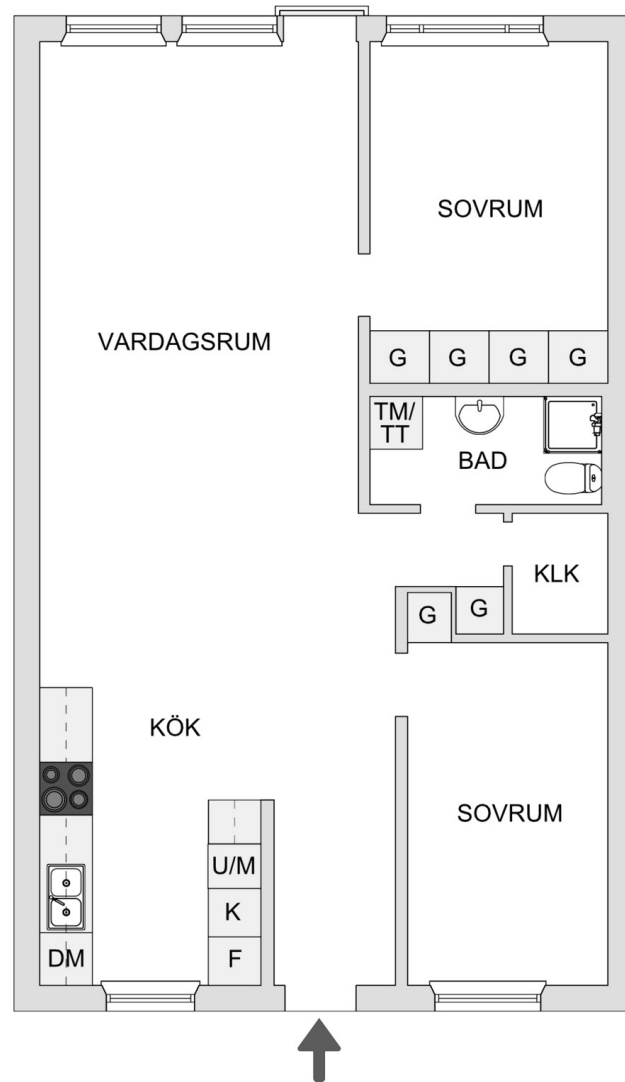 SOVRUM
VARDAGSRUM
G G G G
TM/
TT
BAD
KLK
G G
KÖK
SOVRUM
U/M
K
DM
F